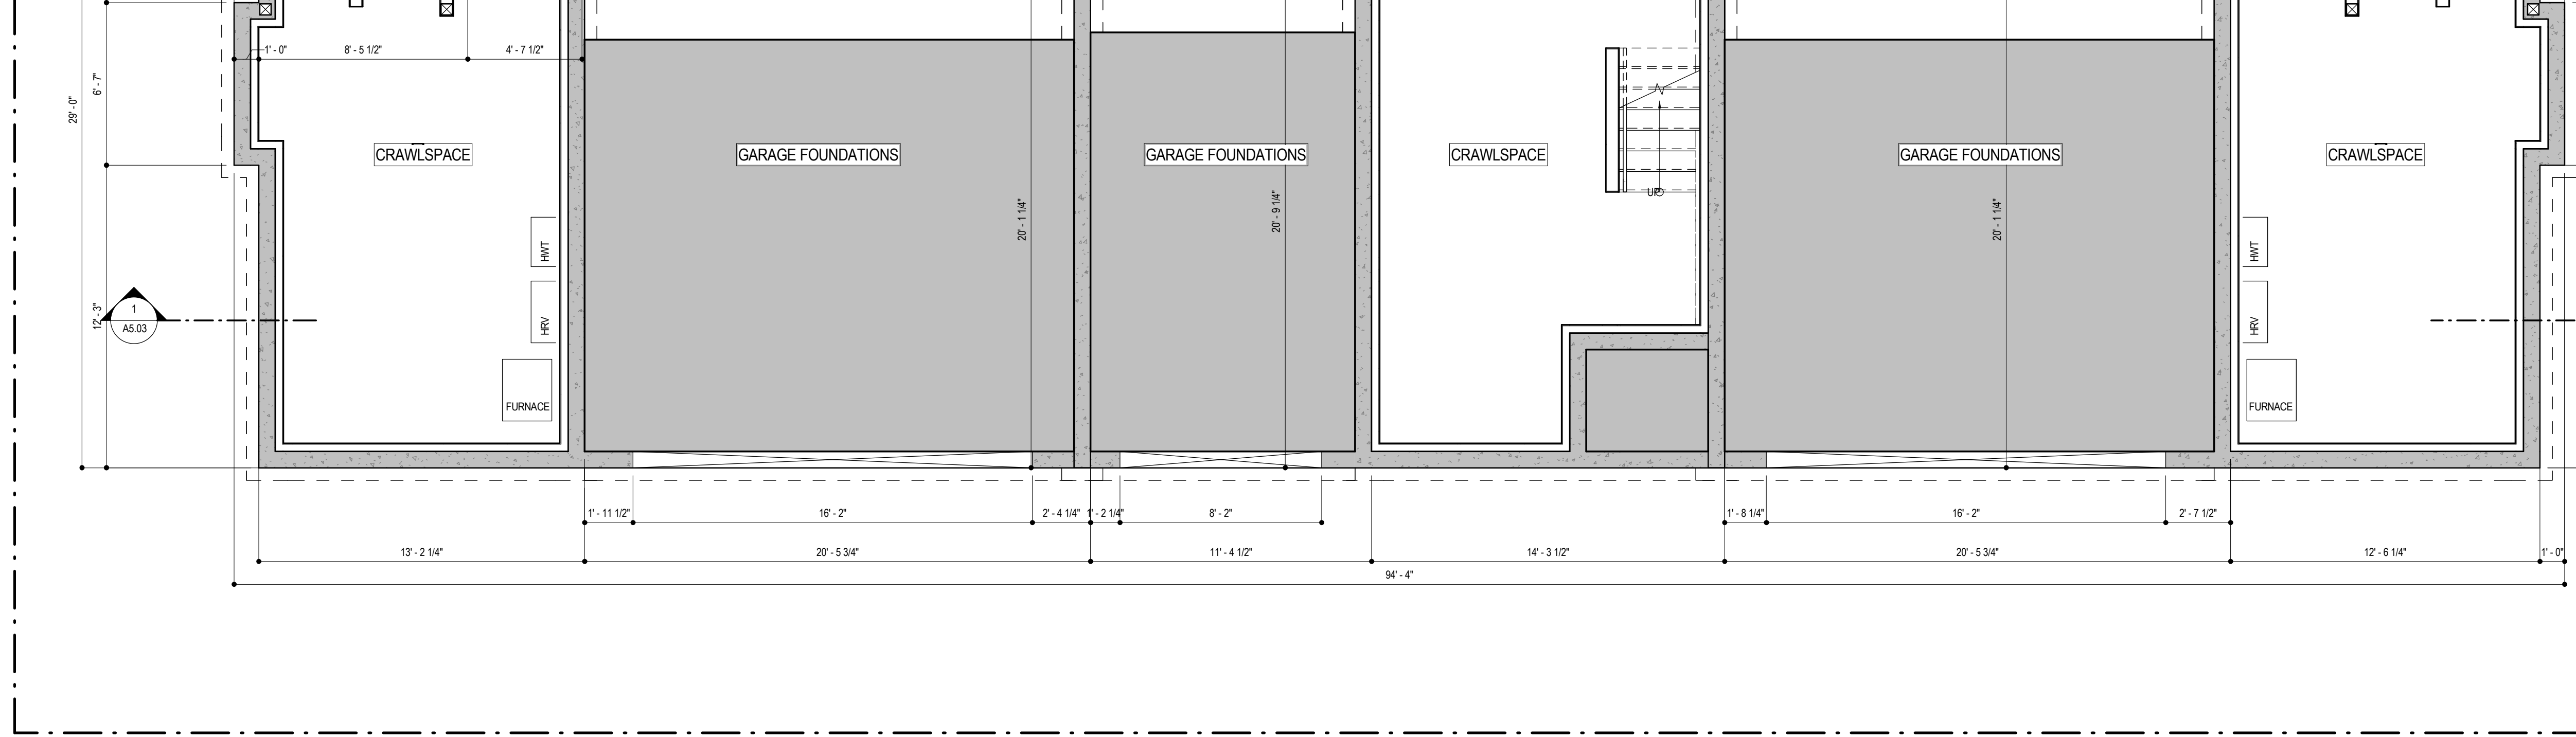 1' - 0"
8' - 5 1/2"
4' - 7 1/2"
6' - 7"
29' - 0"
CRAWLSPACE
GARAGE FOUNDATIONS
GARAGE FOUNDATIONS
CRAWLSPACE
GARAGE FOUNDATIONS
CRAWLSPACE
UP
20' - 1 1/4"
20' - 9 1/4"
20' - 1 1/4"
HWT
HWT
12' - 3"
1
A5.03
HRV
HRV
FURNACE
FURNACE
1' - 11 1/2"
16' - 2"
2' - 4 1/4"
1' - 2 1/4"
8' - 2"
1' - 8 1/4"
16' - 2"
2' - 7 1/2"
13' - 2 1/4"
20' - 5 3/4"
11' - 4 1/2"
14' - 3 1/2"
20' - 5 3/4"
12' - 6 1/4"
1' - 0"
94' - 4"